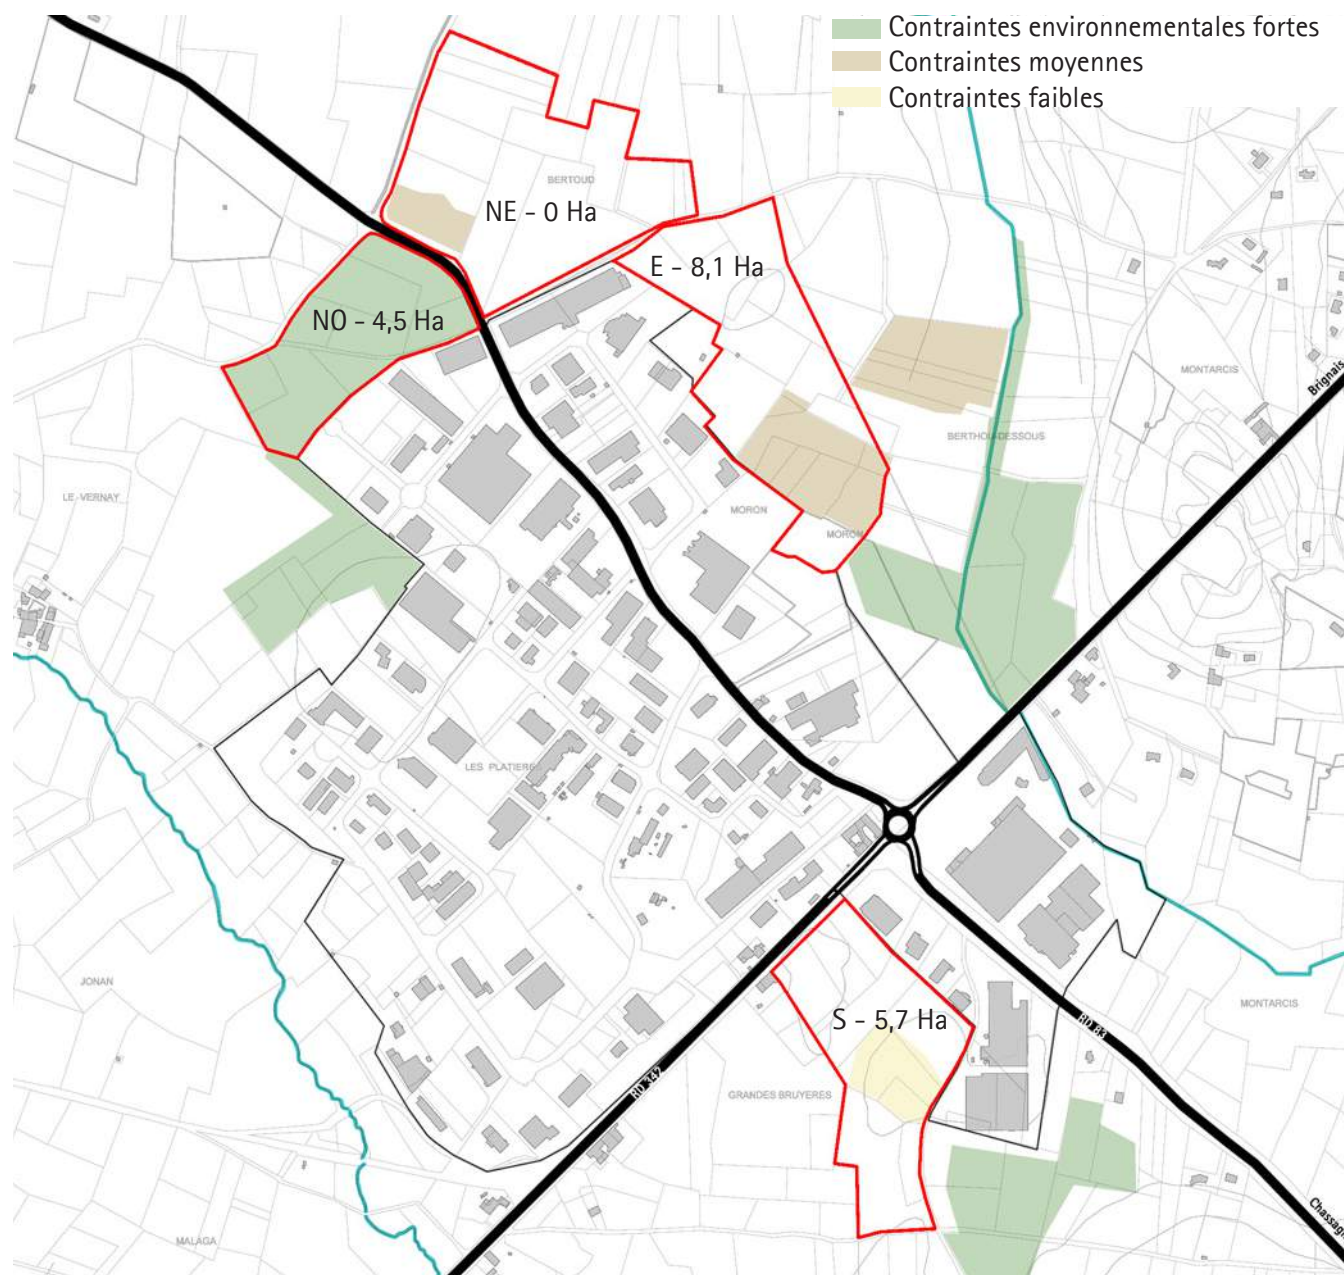 Contraintes environnementales fortes
Contraintes moyennes
Contraintes faibles
BERTOUD
NE - 0 Ha
E - 8,1 Ha
NO - 4,5 Ha
MONTARCIS
Brignais
LE-VERNAY
MORON
MORON
LES PLATIERES
JONAN
MONTARCIS
S - 5,7 Ha
RD 83
RD 342
GRANDES BRUYERES
MALAGA